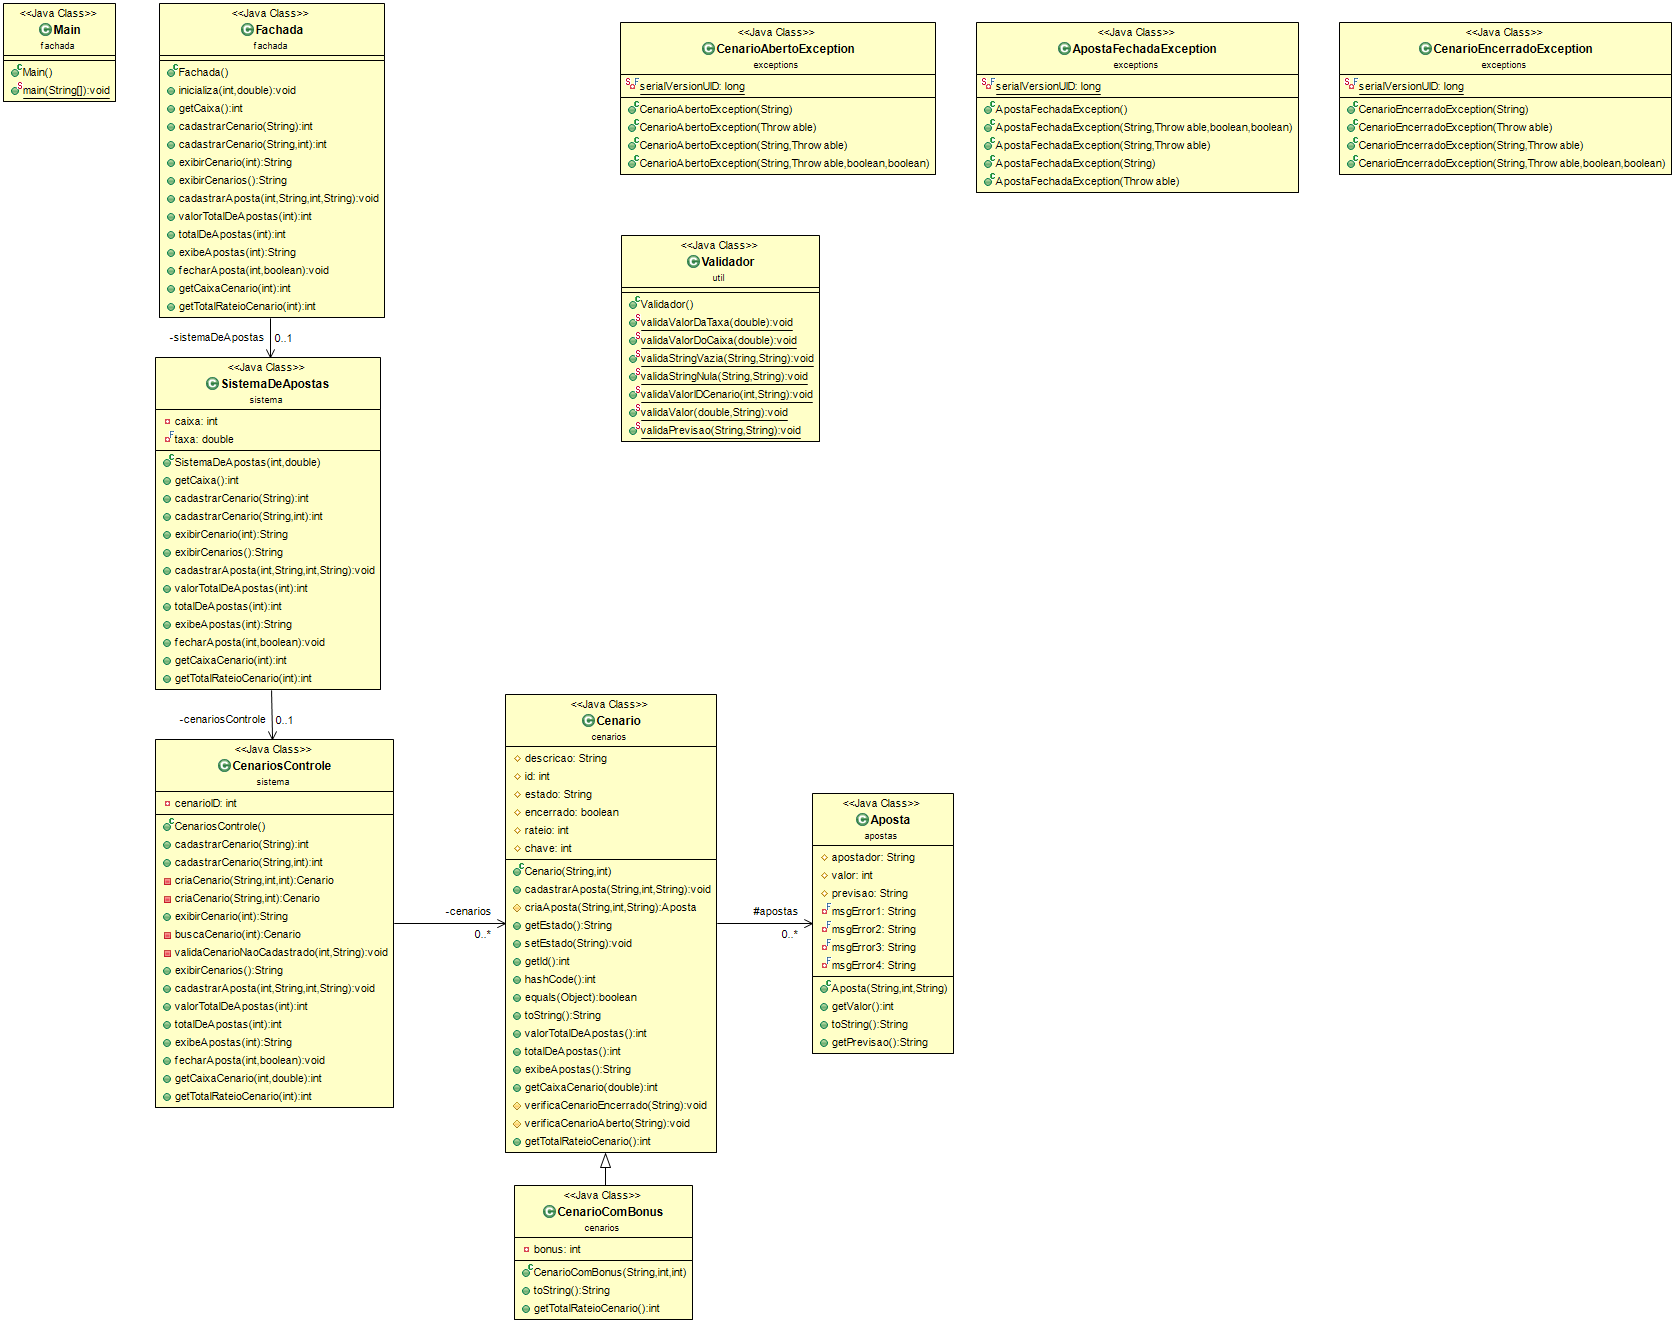 <<Java Class>>
Main
fachada
Main()
main(String[]):void
<<Java Class>>
Fachada
fachada
Fachada()
inicializa(int,double):void
getCaixa():int
cadastrarCenario(String):int
cadastrarCenario(String,int):int
exibirCenario(int):String
exibirCenarios():String
cadastrarAposta(int,String,int,String):void
valorTotalDeApostas(int):int
totalDeApostas(int):int
exibeApostas(int):String
fecharAposta(int,boolean):void
getCaixaCenario(int):int
getTotalRateioCenario(int):int
-sistemaDeApostas
0..1
<<Java Class>>
SistemaDeApostas
sistema
caixa: int
taxa: double
SistemaDeApostas(int,double)
getCaixa():int
cadastrarCenario(String):int
cadastrarCenario(String,int):int
exibirCenario(int):String
exibirCenarios():String
cadastrarAposta(int,String,int,String):void
valorTotalDeApostas(int):int
totalDeApostas(int):int
exibeApostas(int):String
fecharAposta(int,boolean):void
getCaixaCenario(int):int
getTotalRateioCenario(int):int
-cenariosControle
0..1
<<Java Class>>
CenariosControle
sistema
cenarioID: int
CenariosControle()
cadastrarCenario(String):int
cadastrarCenario(String,int):int
criaCenario(String,int,int):Cenario
criaCenario(String,int):Cenario
exibirCenario(int):String
buscaCenario(int):Cenario
validaCenarioNaoCadastrado(int,String):void
exibirCenarios():String
cadastrarAposta(int,String,int,String):void
valorTotalDeApostas(int):int
totalDeApostas(int):int
exibeApostas(int):String
fecharAposta(int,boolean):void
getCaixaCenario(int,double):int
getTotalRateioCenario(int):int
-cenarios
0..*
<<Java Class>>
Cenario
cenarios
descricao: String
id: int
estado: String
encerrado: boolean
rateio: int
chave: int
Cenario(String,int)
cadastrarAposta(String,int,String):void
criaAposta(String,int,String):Aposta
getEstado():String
setEstado(String):void
getId():int
hashCode():int
equals(Object):boolean
toString():String
valorTotalDeApostas():int
totalDeApostas():int
exibeApostas():String
getCaixaCenario(double):int
verificaCenarioEncerrado(String):void
verificaCenarioAberto(String):void
getTotalRateioCenario():int
#apostas
0..*
<<Java Class>>
Aposta
apostas
apostador: String
valor: int
previsao: String
msgError1: String
msgError2: String
msgError3: String
msgError4: String
Aposta(String,int,String)
getValor():int
toString():String
getPrevisao():String
<<Java Class>>
CenarioComBonus
cenarios
bonus: int
CenarioComBonus(String,int,int)
toString():String
getTotalRateioCenario():int
<<Java Class>>
CenarioAbertoException
exceptions
serialVersionUID: long
CenarioAbertoException(String)
CenarioAbertoException(Throwable)
CenarioAbertoException(String,Throwable)
CenarioAbertoException(String,Throwable,boolean,boolean)
<<Java Class>>
ApostaFechadaException
exceptions
serialVersionUID: long
ApostaFechadaException()
ApostaFechadaException(String,Throwable,boolean,boolean)
ApostaFechadaException(String,Throwable)
ApostaFechadaException(String)
ApostaFechadaException(Throwable)
<<Java Class>>
CenarioEncerradoException
exceptions
serialVersionUID: long
CenarioEncerradoException(String)
CenarioEncerradoException(Throwable)
CenarioEncerradoException(String,Throwable)
CenarioEncerradoException(String,Throwable,boolean,boolean)
<<Java Class>>
Validador
util
Validador()
validaValorDaTaxa(double):void
validaValorDoCaixa(double):void
validaStringVazia(String,String):void
validaStringNula(String,String):void
validaValorIDCenario(int,String):void
validaValor(double,String):void
validaPrevisao(String,String):void